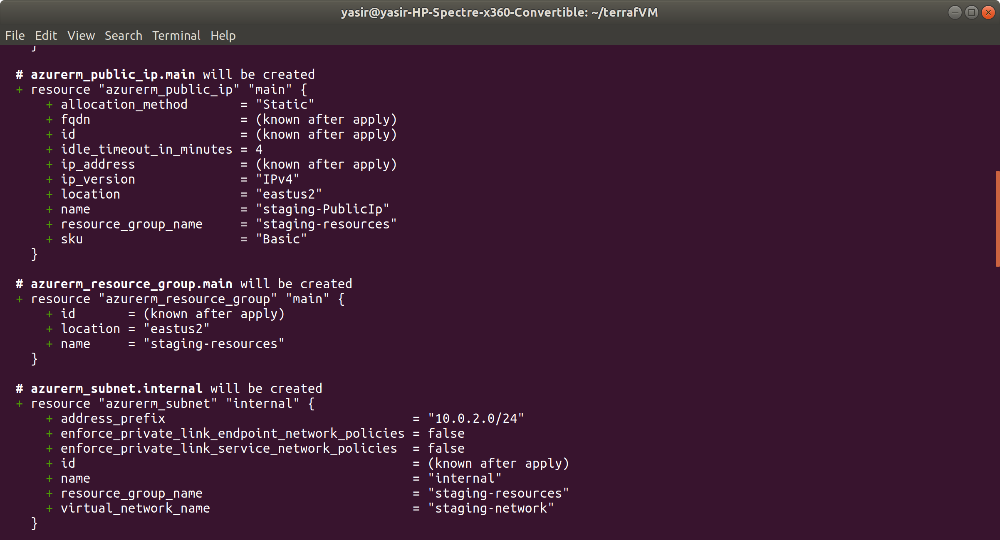 yasir@yasir-HP-Spectre-x360-Convertible: ~/terrafVM
File Edit View Search Terminal Help
    }

  # azurerm_public_ip.main will be created
  + resource "azurerm_public_ip" "main" {
      + allocation_method       = "Static"
      + fqdn                    = (known after apply)
      + id                      = (known after apply)
      + idle_timeout_in_minutes = 4
      + ip_address              = (known after apply)
      + ip_version              = "IPv4"
      + location                = "eastus2"
      + name                    = "staging-PublicIp"
      + resource_group_name     = "staging-resources"
      + sku                     = "Basic"
    }

  # azurerm_resource_group.main will be created
  + resource "azurerm_resource_group" "main" {
      + id       = (known after apply)
      + location = "eastus2"
      + name     = "staging-resources"
    }

  # azurerm_subnet.internal will be created
  + resource "azurerm_subnet" "internal" {
      + address_prefix                                 = "10.0.2.0/24"
      + enforce_private_link_endpoint_network_policies = false
      + enforce_private_link_service_network_policies  = false
      + id                                             = (known after apply)
      + name                                           = "internal"
      + resource_group_name                            = "staging-resources"
      + virtual_network_name                           = "staging-network"
    }